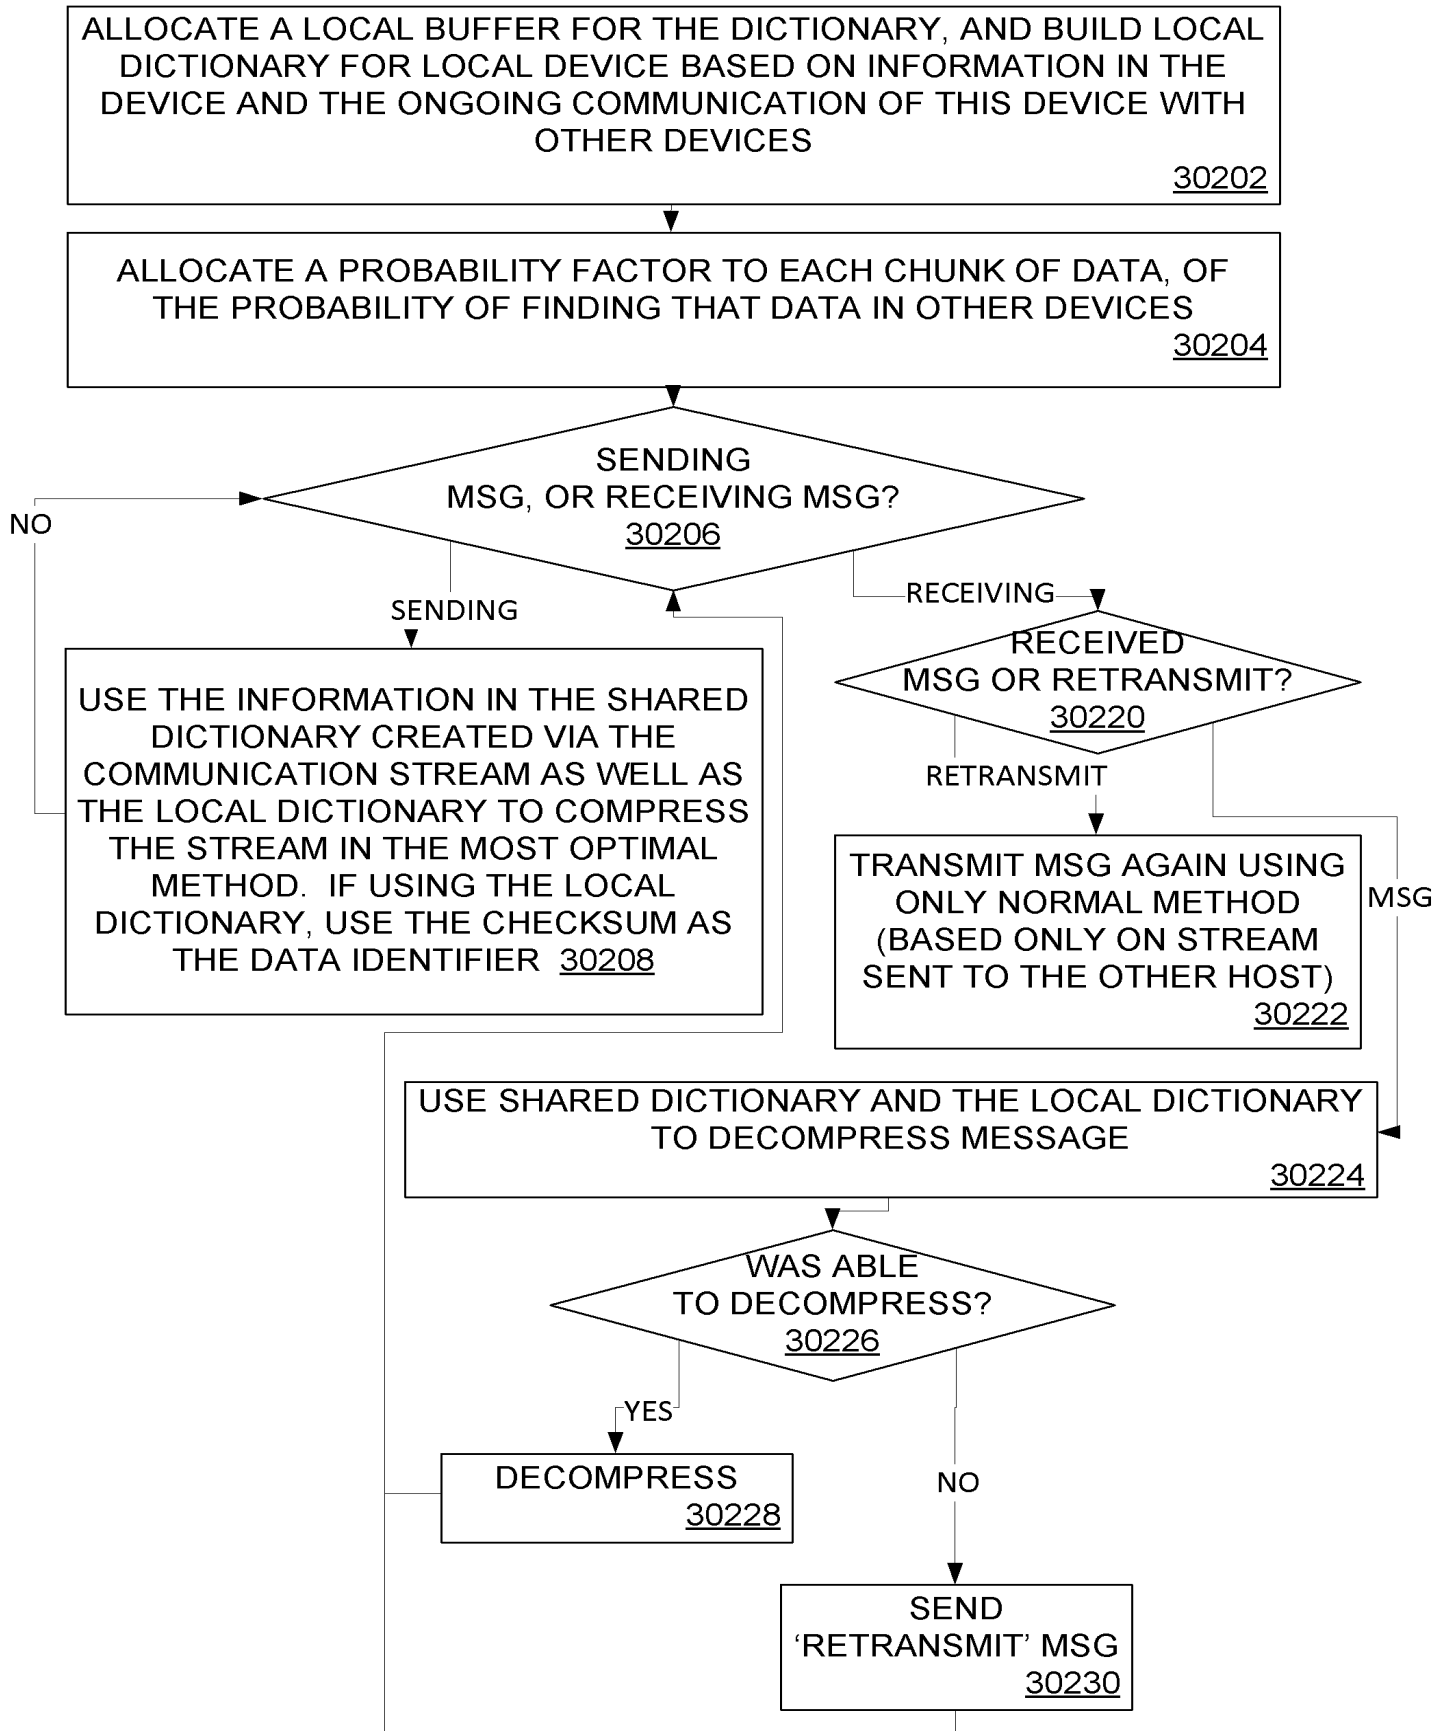 ALLOCATE A LOCAL BUFFER FOR THE DICTIONARY, AND BUILD LOCAL
DICTIONARY FOR LOCAL DEVICE BASED ON INFORMATION IN THE
DEVICE AND THE ONGOING COMMUNICATION OF THIS DEVICE WITH
OTHER DEVICES
30202
ALLOCATE A PROBABILITY FACTOR TO EACH CHUNK OF DATA, OF
THE PROBABILITY OF FINDING THAT DATA IN OTHER DEVICES
30204
SENDING
MSG, OR RECEIVING MSG?
30206
NO
SENDING
RECEIVING
USE THE INFORMATION IN THE SHARED
DICTIONARY CREATED VIA THE
COMMUNICATION STREAM AS WELL AS
THE LOCAL DICTIONARY TO COMPRESS
THE STREAM IN THE MOST OPTIMAL
METHOD.  IF USING THE LOCAL
DICTIONARY, USE THE CHECKSUM AS
THE DATA IDENTIFIER  30208
RECEIVED
MSG OR RETRANSMIT?
30220
RETRANSMIT
MSG
TRANSMIT MSG AGAIN USING
ONLY NORMAL METHOD
(BASED ONLY ON STREAM
SENT TO THE OTHER HOST)
30222
USE SHARED DICTIONARY AND THE LOCAL DICTIONARY
TO DECOMPRESS MESSAGE
30224
WAS ABLE
TO DECOMPRESS?
30226
YES
NO
DECOMPRESS
30228
SEND
‘RETRANSMIT’ MSG
30230